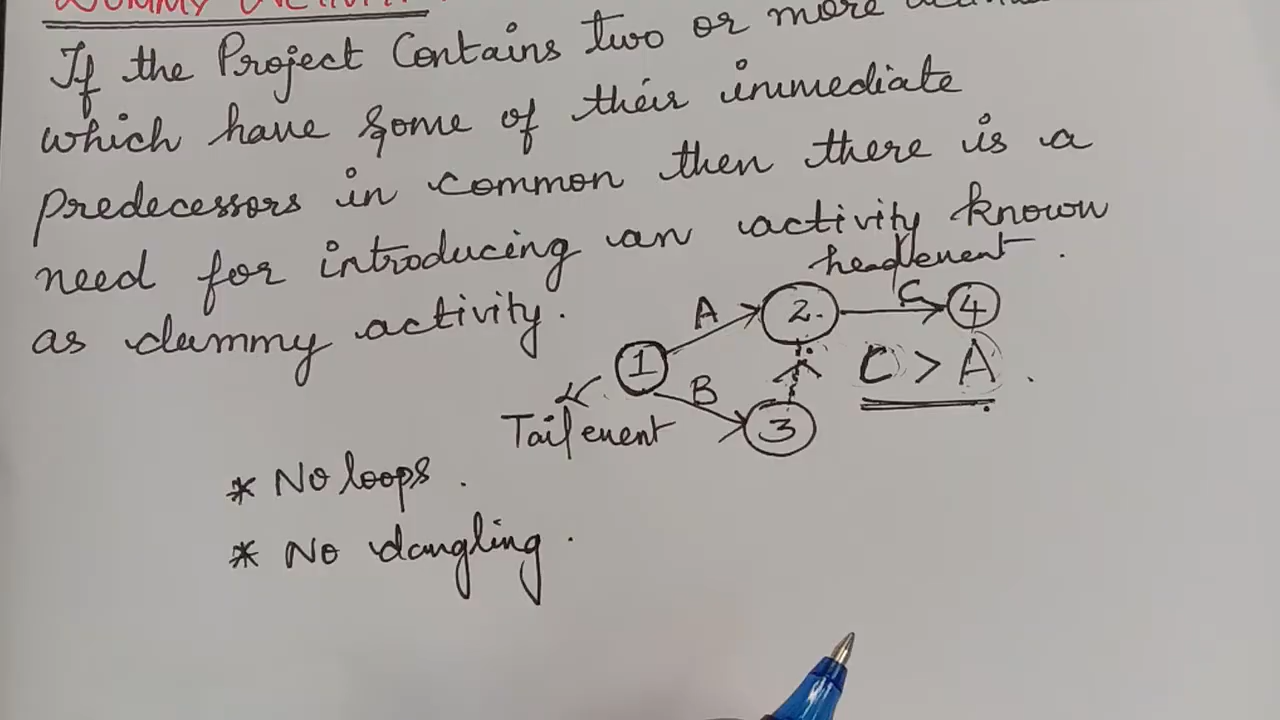 If the Project Contains two or more
which have some of their immediate
predecessors in common then there is a
need for introducing an activity known
as dummy activity.
head event
A
2.
C
4
1
C > A
B
3
Tail event
* No loops.
* No dangling.